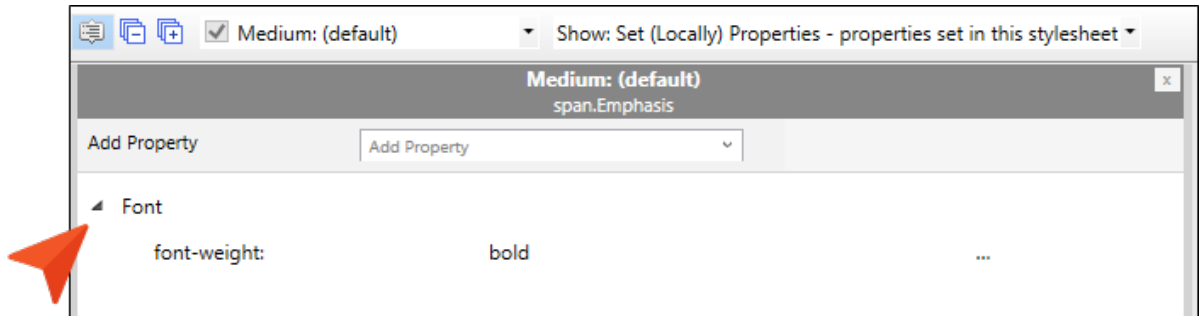 Medium: (default) Show: Set (Locally) Properties - properties set in this stylesheet
Medium: (default)
x
span.Emphasis
Add Property Add Property
Font
font-weight: bold ...